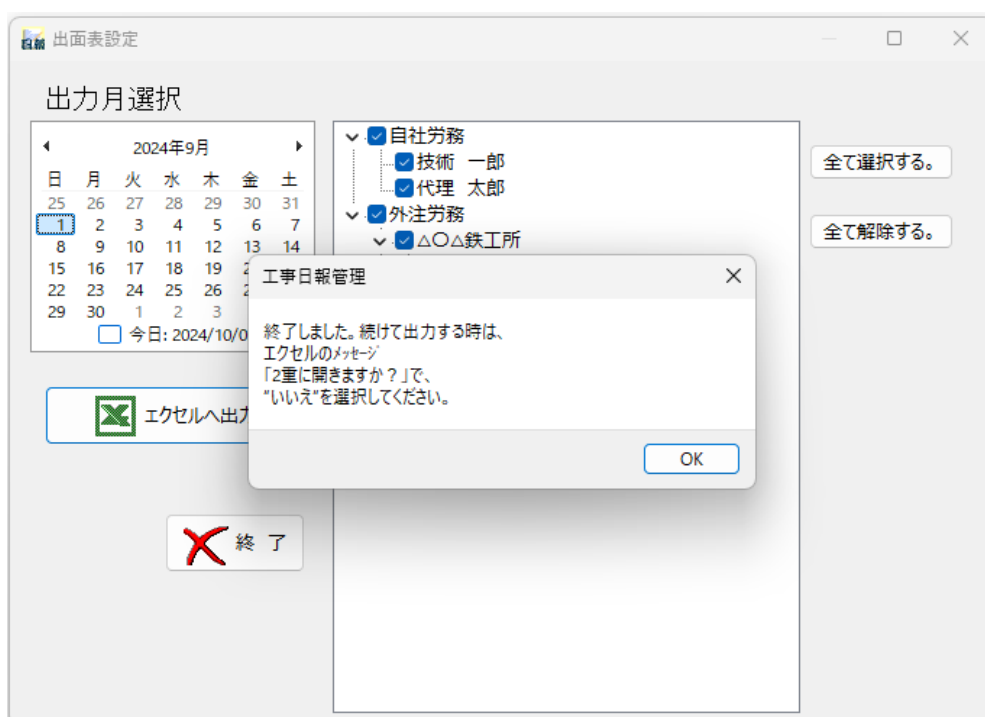 出面表設定
出力月選択
2024年9月
日 月 火 水 木 金 土
25 26 27 28 29 30 31
1 2 3 4 5 6 7
8 9 10 11 12 13 14
15 16 17 18 19
22 23 24 25 26
29 30 1 2 3
今日: 2024/10/0
エクセルへ出力
終 了
自社労務
技術 一郎
代理 太郎
外注労務
△○△鉄工所
全て選択する。
全て解除する。
工事日報管理
終了しました。続けて出力する時は、
エクセルのﾒｯｾｰｼﾞ
「2重に開きますか？」で、
"いいえ"を選択してください。
OK